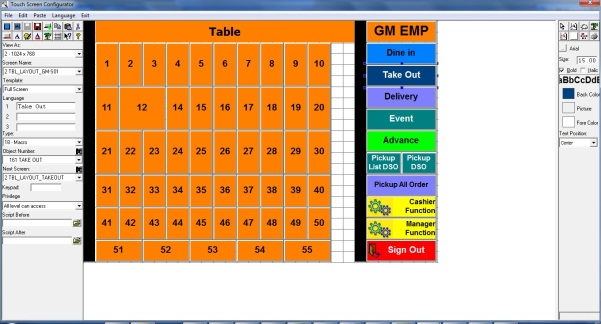 Touch Screen Configurator
File Edit Paste Language Exit
View As:
2 - 1024 x 768
Screen Name:
2 TBL_LAYOUT_GM-501
Template
Full Screen
Language
1 Take Out
2
3
Type:
18 - Macro
Object Number
161 TAKE OUT
Next Screen:
2 TBL_LAYOUT_TAKEOUT
Keypad:
Privilege
All level can access
Script Before
Script After
Table
1 2 3 4 5 6 7 8 9 10
11 12 14 15 16 17 18 19 20
21 22 23 24 25 26 27 28 29 30
31 32 33 34 35 36 37 38 39 40
41 42 43 44 45 46 47 48 49 50
51 52 53 54 55
GM EMP
Dine in
Take Out
Delivery
Event
Advance
Pickup List DSO
Pickup DSO
Pickup All Order
Cashier Function
Manager Function
Sign Out
Arial
Size: 15 00
Bold Italic
aBbCcDdE
Back Color
Picture
Fore Color
Text Position:
Center